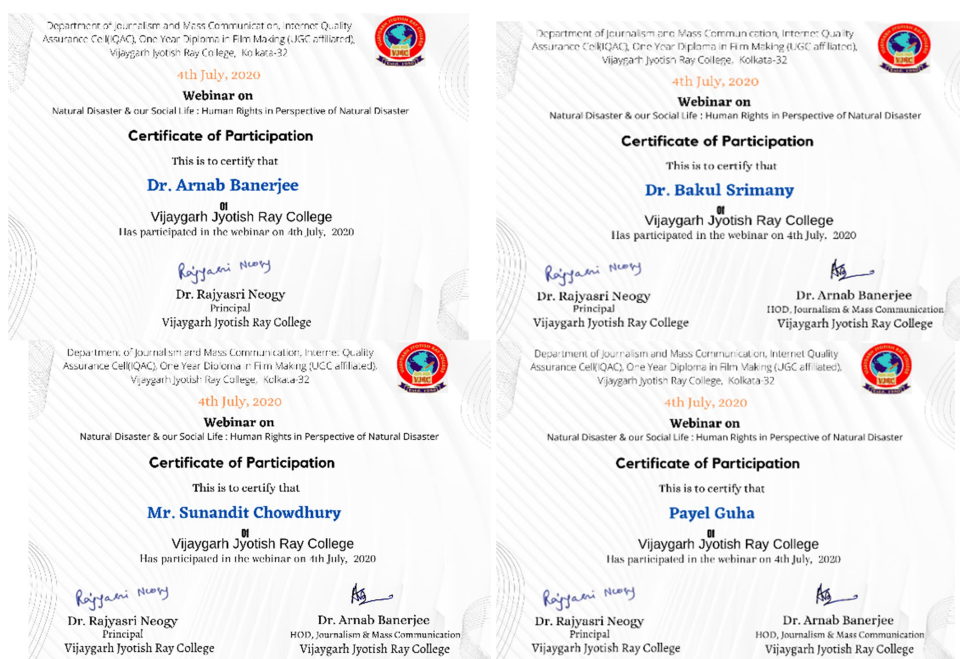 Department of Journalism and Mass Communication, Internet Quality
Assurance Cell(IQAC), One Year Diploma in Film Making (UGC affiliated),
Vijaygarh Jyotish Ray College, Kolkata-32
4th July, 2020
Webinar on
Natural Disaster & our Social Life : Human Rights in Perspective of Natural Disaster
Certificate of Participation
This is to certify that
Dr. Arnab Banerjee
Of
Vijaygarh Jyotish Ray College
Has participated in the webinar on 4th July, 2020
Rajyasri Neogy
Dr. Rajyasri Neogy
Principal
Vijaygarh Jyotish Ray College
Department of Journalism and Mass Communication, Internet Quality
Assurance Cell(IQAC), One Year Diploma in Film Making (UGC affiliated),
Vijaygarh Jyotish Ray College, Kolkata-32
4th July, 2020
Webinar on
Natural Disaster & our Social Life : Human Rights in Perspective of Natural Disaster
Certificate of Participation
This is to certify that
Dr. Bakul Srimany
Of
Vijaygarh Jyotish Ray College
Has participated in the webinar on 4th July, 2020
Rajyasri Neogy
Dr. Rajyasri Neogy
Principal
Vijaygarh Jyotish Ray College
Dr. Arnab Banerjee
HOD, Journalism & Mass Communication
Vijaygarh Jyotish Ray College
Department of Journalism and Mass Communication, Internet Quality
Assurance Cell(IQAC), One Year Diploma in Film Making (UGC affiliated),
Vijaygarh Jyotish Ray College, Kolkata-32
4th July, 2020
Webinar on
Natural Disaster & our Social Life : Human Rights in Perspective of Natural Disaster
Certificate of Participation
This is to certify that
Mr. Sunandit Chowdhury
Of
Vijaygarh Jyotish Ray College
Has participated in the webinar on 4th July, 2020
Rajyasri Neogy
Dr. Rajyasri Neogy
Principal
Vijaygarh Jyotish Ray College
Dr. Arnab Banerjee
HOD, Journalism & Mass Communication
Vijaygarh Jyotish Ray College
Department of Journalism and Mass Communication, Internet Quality
Assurance Cell(IQAC), One Year Diploma in Film Making (UGC affiliated),
Vijaygarh Jyotish Ray College, Kolkata-32
4th July, 2020
Webinar on
Natural Disaster & our Social Life : Human Rights in Perspective of Natural Disaster
Certificate of Participation
This is to certify that
Payel Guha
Of
Vijaygarh Jyotish Ray College
Has participated in the webinar on 4th July, 2020
Rajyasri Neogy
Dr. Rajyasri Neogy
Principal
Vijaygarh Jyotish Ray College
Dr. Arnab Banerjee
HOD, Journalism & Mass Communication
Vijaygarh Jyotish Ray College